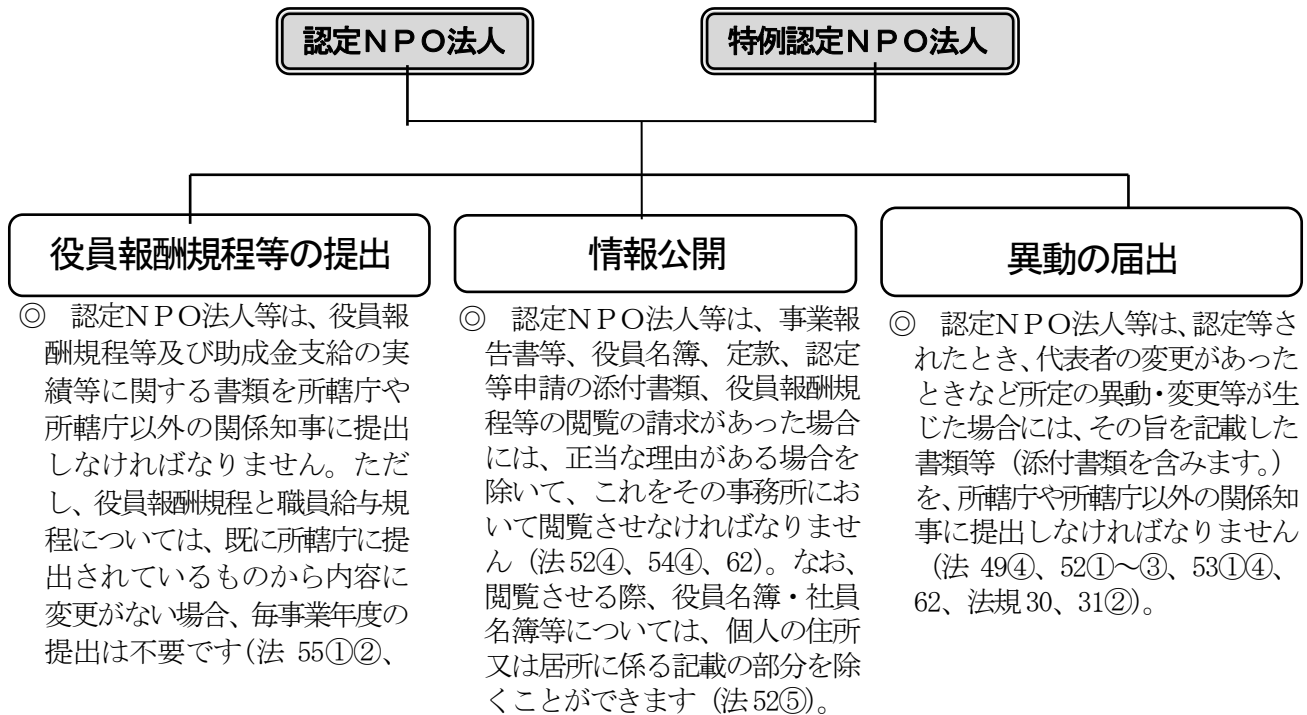 認定NPO法人
特例認定NPO法人
役員報酬規程等の提出
◎　認定NPO法人等は、役員報
酬規程等及び助成金支給の実
績等に関する書類を所轄庁や
所轄庁以外の関係知事に提出
しなければなりません。ただ
し、役員報酬規程と職員給与規
程については、既に所轄庁に提
出されているものから内容に
変更がない場合、毎事業年度の
提出は不要です(法 55①②、
情報公開
◎　認定NPO法人等は、事業報
告書等、役員名簿、定款、認定
等申請の添付書類、役員報酬規
程等の閲覧の請求があった場合
には、正当な理由がある場合を
除いて、これをその事務所にお
いて閲覧させなければなりませ
ん（法52④、54④、62）。なお、
閲覧させる際、役員名簿・社員
名簿等については、個人の住所
又は居所に係る記載の部分を除
くことができます（法52⑤）。
異動の届出
◎　認定NPO法人等は、認定等さ
れたとき、代表者の変更があった
ときなど所定の異動・変更等が生
じた場合には、その旨を記載した
書類等（添付書類を含みます。）
を、所轄庁や所轄庁以外の関係知
事に提出しなければなりません
（法 49④、52①～③、53①④、
62、法規30、31②）。